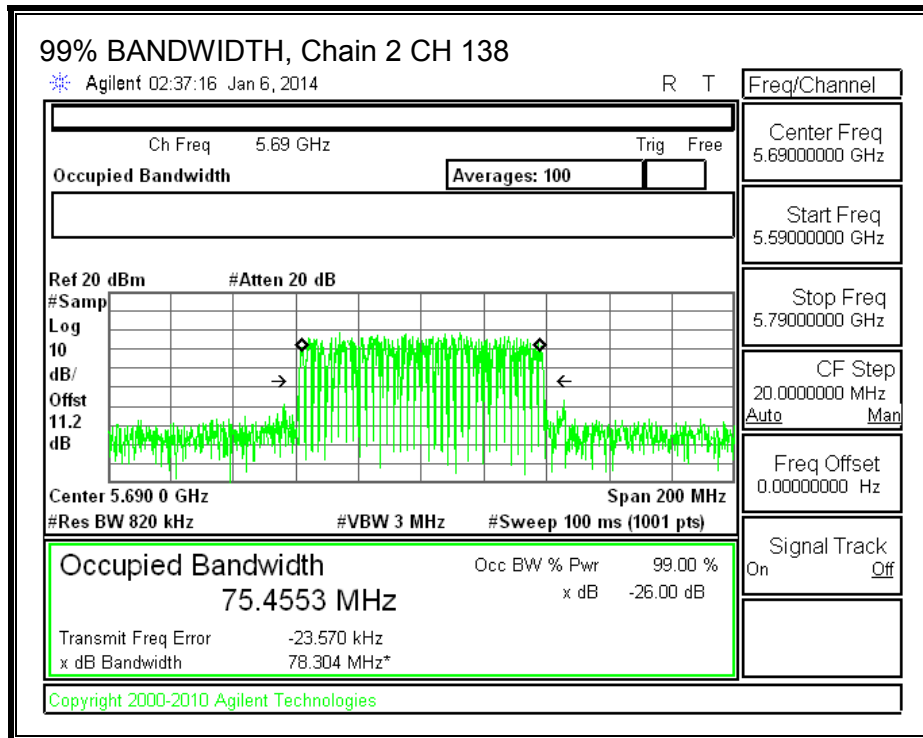 99% BANDWIDTH, Chain 2 CH 138
Agilent 02:37:16 Jan 6, 2014 R T
Freq/Channel
Ch Freq 5.69 GHz Trig Free
Occupied Bandwidth Averages: 100
Center Freq
5.69000000 GHz
Start Freq
5.59000000 GHz
Stop Freq
5.79000000 GHz
CF Step
20.0000000 MHz
Auto Man
Freq Offset
0.00000000 Hz
Signal Track
On Off
Ref 20 dBm #Atten 20 dB
#Samp
Log
10
dB/
Offst
11.2
dB
Center 5.690 0 GHz Span 200 MHz
#Res BW 820 kHz #VBW 3 MHz #Sweep 100 ms (1001 pts)
Occupied Bandwidth Occ BW % Pwr 99.00 %
75.4553 MHz x dB -26.00 dB
Transmit Freq Error -23.570 kHz
x dB Bandwidth 78.304 MHz*
Copyright 2000-2010 Agilent Technologies